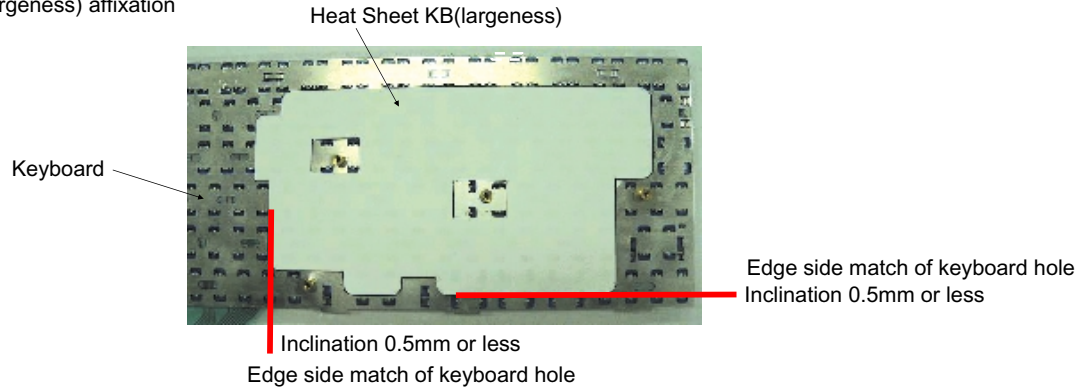 rgeness) affixation
Heat Sheet KB(largeness)
Keyboard
Edge side match of keyboard hole
Inclination 0.5mm or less
Inclination 0.5mm or less
Edge side match of keyboard hole